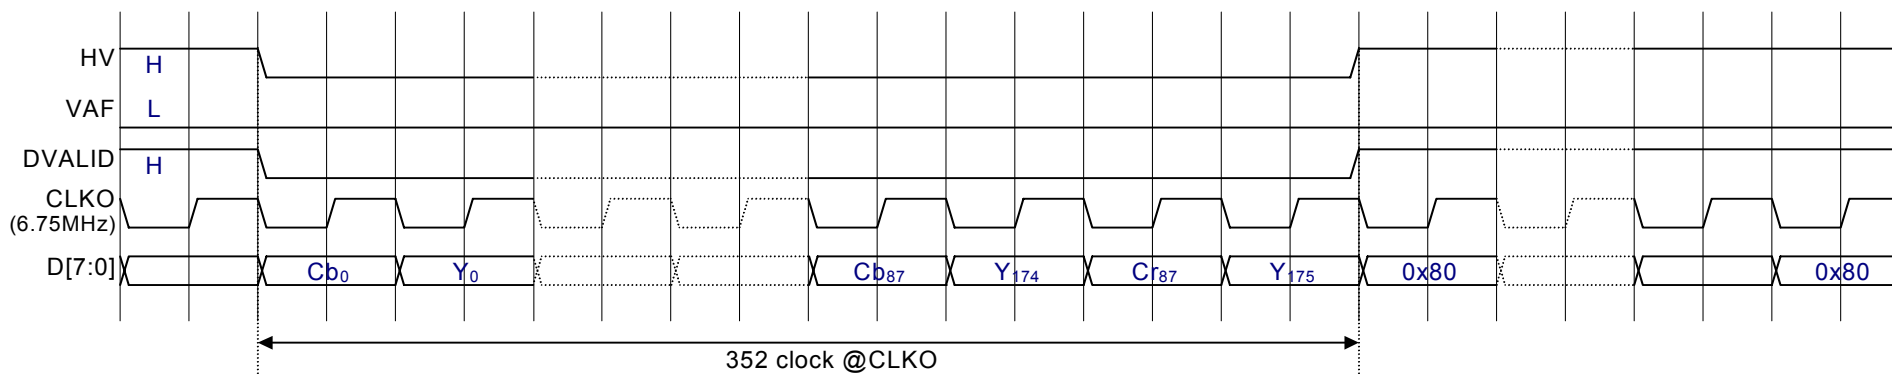 HV H
VAF L
DVALID H
CLKO
(6.75MHz)
D[7:0] Cb0 Y0 Cb87 Y174 Cr87 Y175 0x80 0x80
352 clock @CLKO